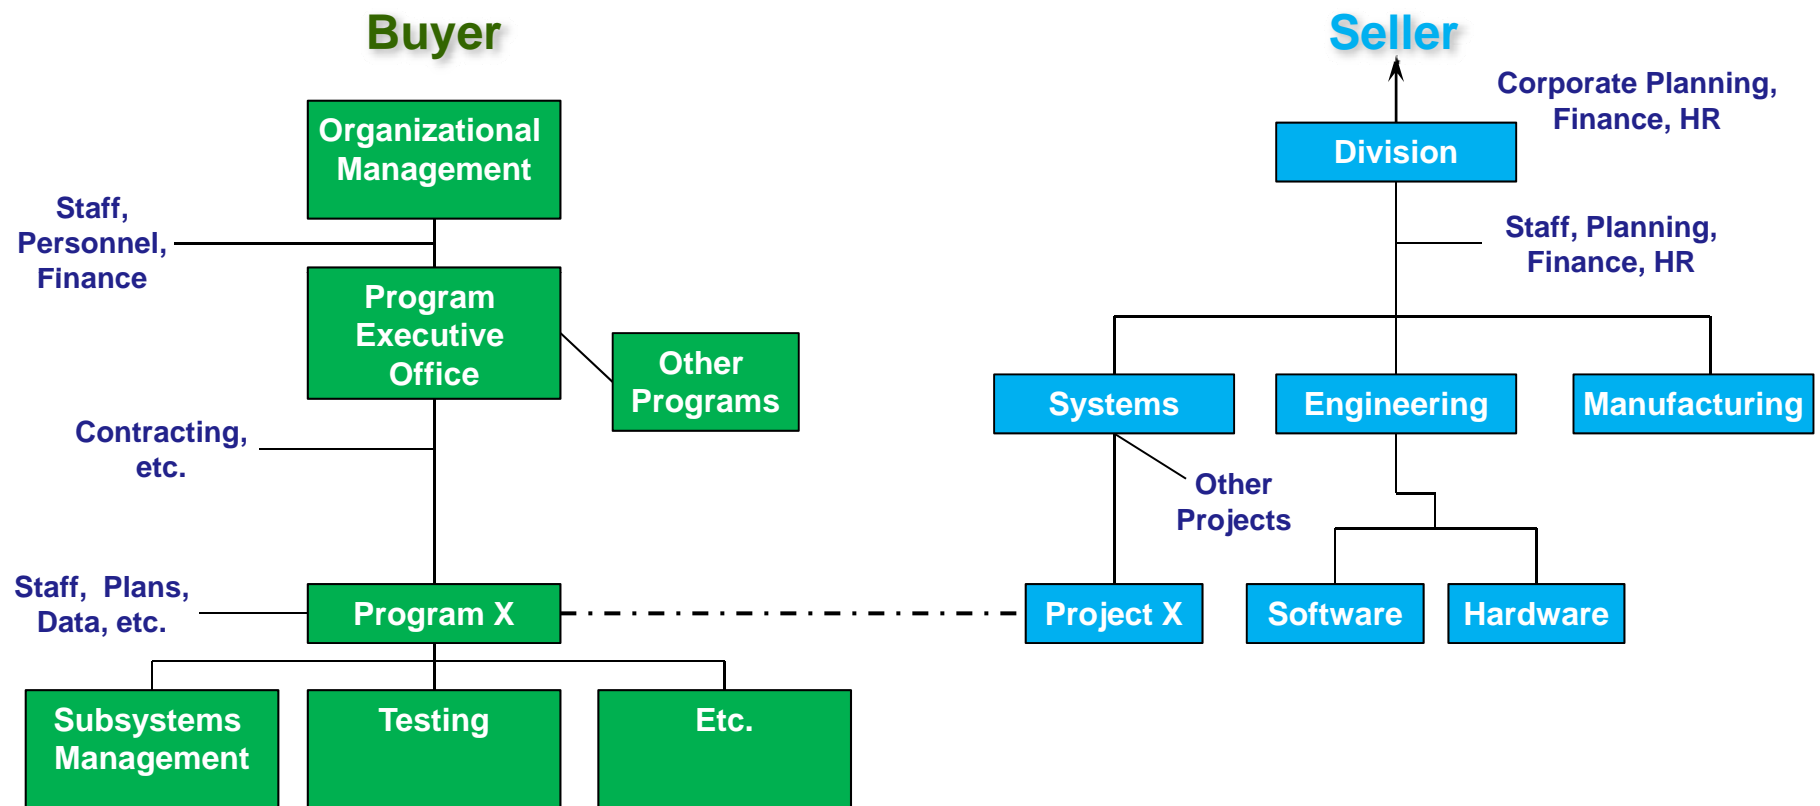 Buyer
Organizational
Management
Staff,
Personnel,
Finance
Program
Executive
Office
Other
Programs
Contracting,
etc.
Staff, Plans,
Data, etc.
Program X
Subsystems
Management
Testing
Etc.
Seller
Corporate Planning,
Finance, HR
Division
Staff, Planning,
Finance, HR
Systems
Engineering
Manufacturing
Other
Projects
Project X
Software
Hardware